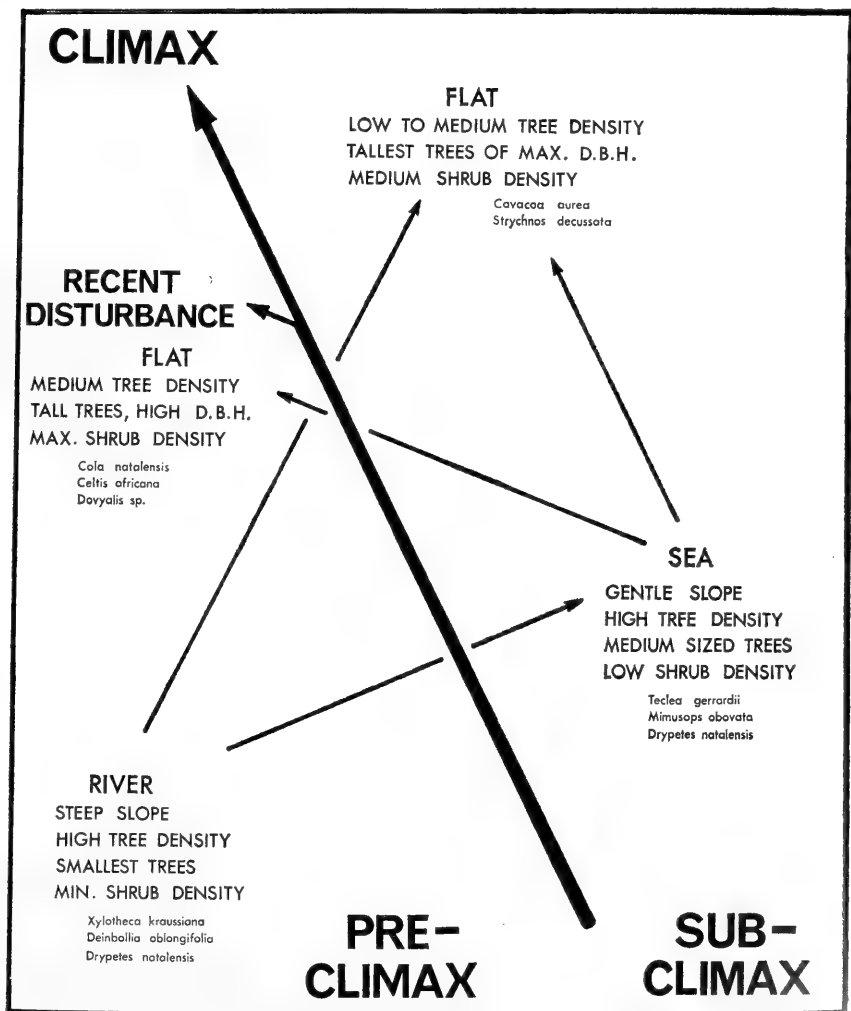 CLIMAX
FLAT
LOW TO MEDIUM TREE DENSITY
TALLEST TREES OF MAX. D.B.H.
MEDIUM SHRUB DENSITY
Cavacoa aurea
Strychnos decussata
RECENT
DISTURBANCE
FLAT
MEDIUM TREE DENSITY
TALL TREES, HIGH D.B.H.
MAX. SHRUB DENSITY
Cola natalensis
Celtis africana
Dovyalis sp.
SEA
GENTLE SLOPE
HIGH TREE DENSITY
MEDIUM SIZED TREES
LOW SHRUB DENSITY
Teclea gerrardii
Mimusops obovata
Drypetes natalensis
RIVER
STEEP SLOPE
HIGH TREE DENSITY
SMALLEST TREES
MIN. SHRUB DENSITY
Xylotheca kraussiana
Deinbollia oblongifolia
Drypetes natalensis
PRE-
CLIMAX
SUB-
CLIMAX